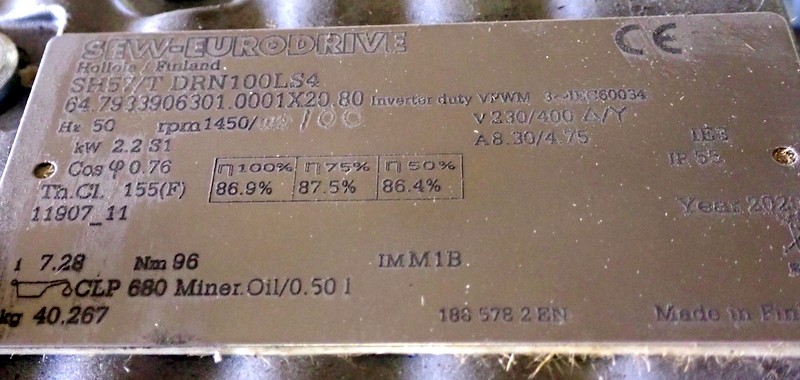 SEW-EURODRIVE CE
Hollola / Finland
SH57/T DRN100LS4
64.7933906301.0001X20.80 Inverter duty VPWM 3~IEC60034
Hz 50 rpm 1450/ V 230/400 Δ/Y
kW 2.2 S1 A 8.30/4.75 IE3
Cos φ 0.76 η100% η75% η50% IP
Th.Cl. 155(F) 86.9% 87.5% 86.4%
11907_11 Year
i 7.28 Nm 96 IM M1B
CLP 680 Miner.Oil/0.50 l
kg 40.267 188 578 2 EN Made in Fin